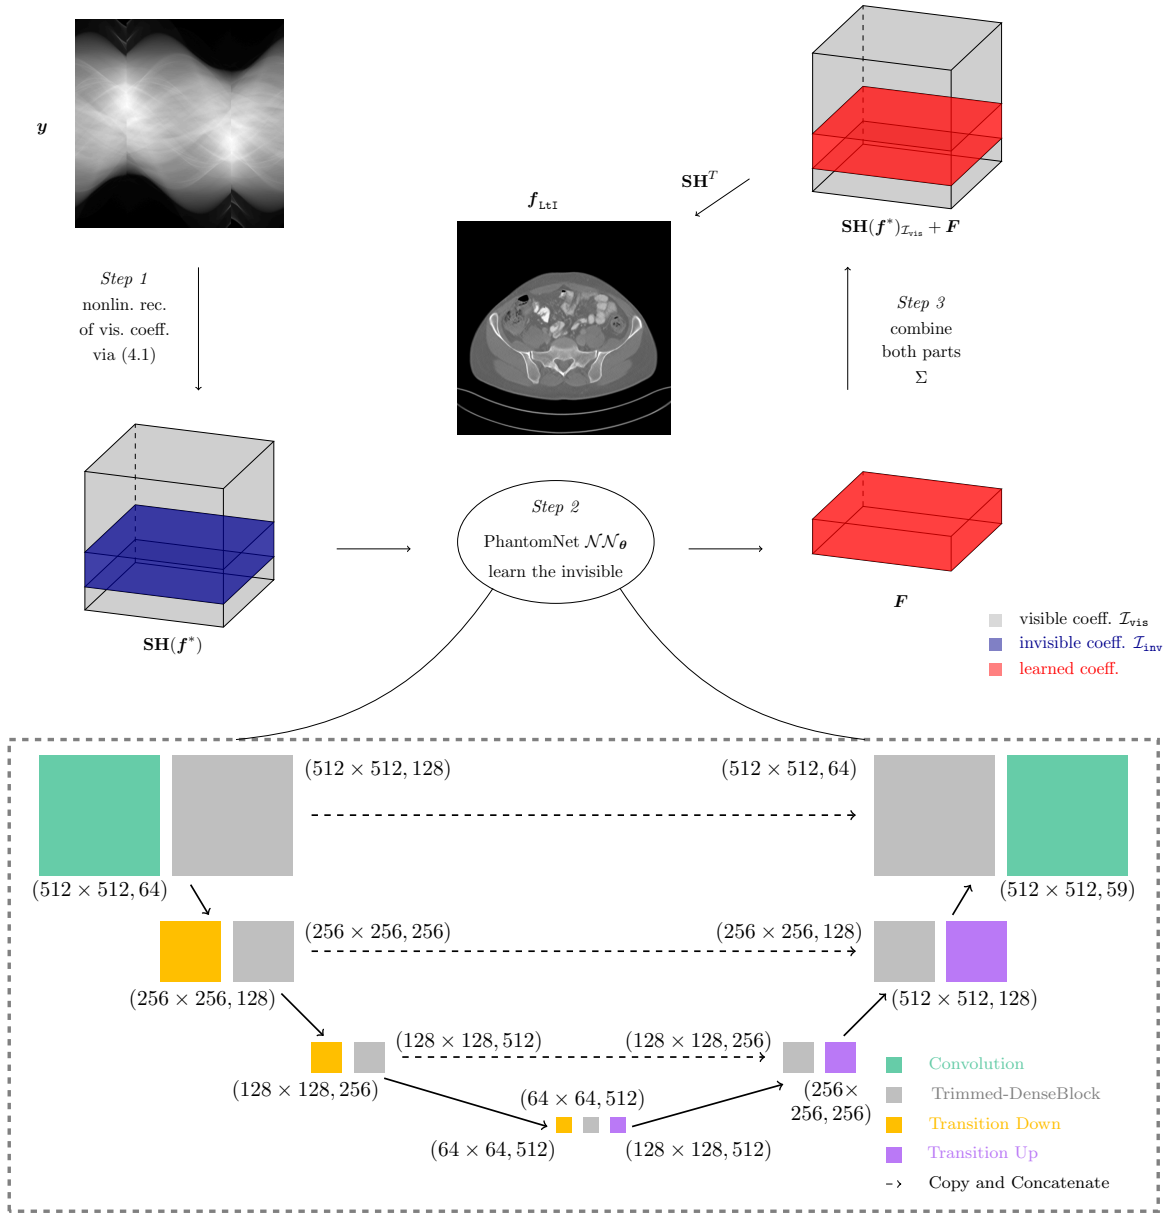 y
Step 1
nonlin. rec.
of vis. coeff.
via (4.1)
SH(f*)
f_LtI
SH^T
SH(f*)_{I_vis} + F
Step 3
combine
both parts
Σ
Step 2
PhantomNet NN_θ
learn the invisible
F
visible coeff. I_vis
invisible coeff. I_inv
learned coeff.
(512 × 512, 128)
(512 × 512, 64)
(512 × 512, 64)
(512 × 512, 59)
(256 × 256, 256)
(256 × 256, 128)
(256 × 256, 128)
(512 × 512, 128)
(128 × 128, 512)
(128 × 128, 256)
(128 × 128, 256)
(256×
256, 256)
(64 × 64, 512)
(64 × 64, 512)
(128 × 128, 512)
Convolution
Trimmed-DenseBlock
Transition Down
Transition Up
Copy and Concatenate